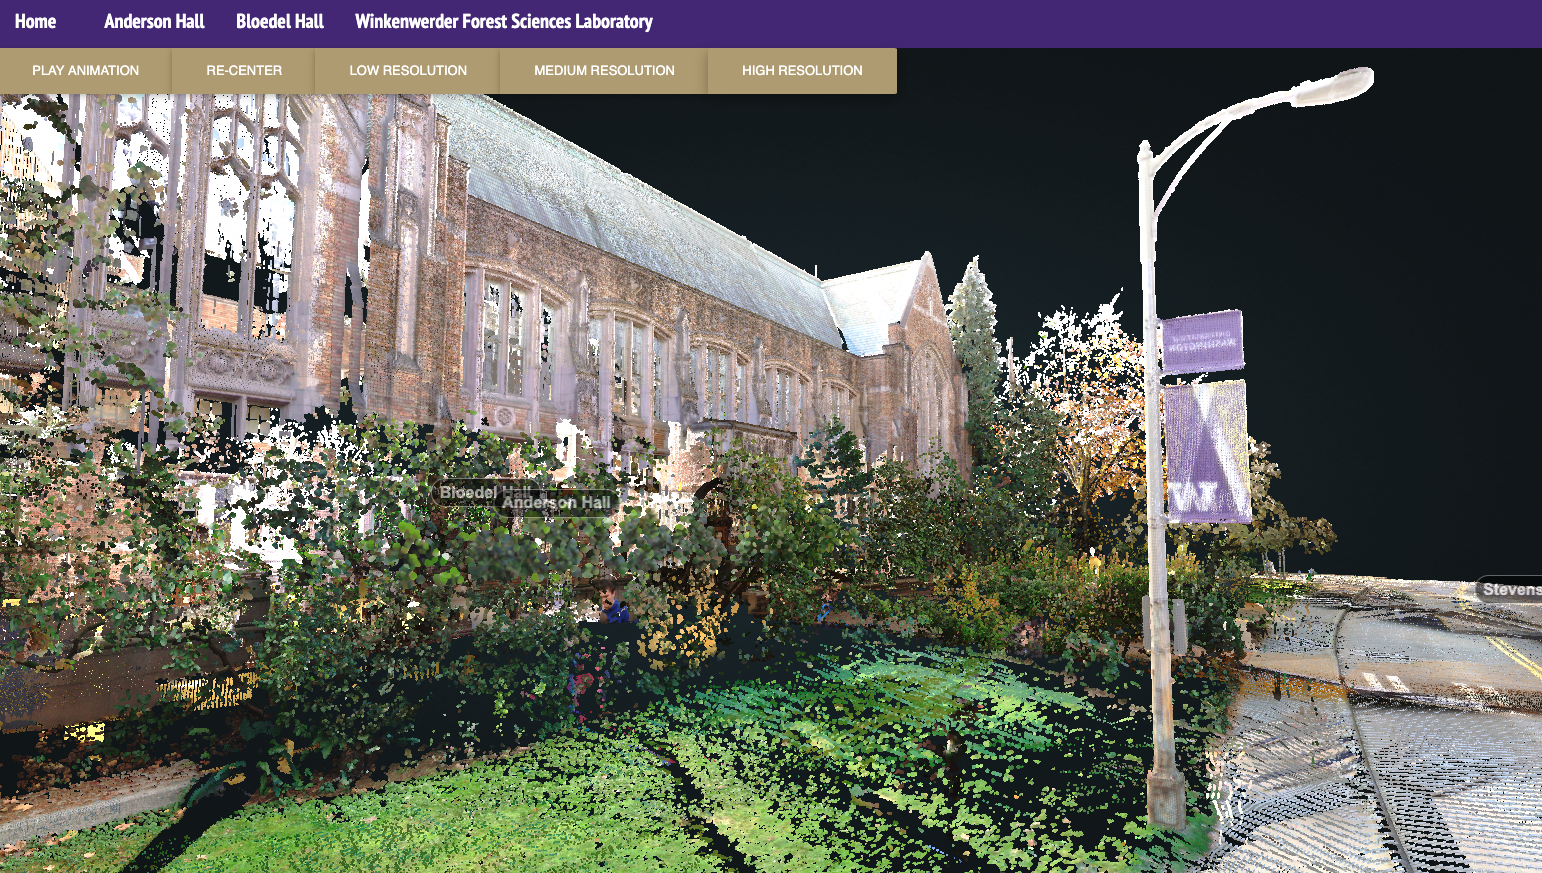 Home Anderson Hall Bloedel Hall Winkenwerder Forest Sciences Laboratory
PLAY ANIMATION RE-CENTER LOW RESOLUTION MEDIUM RESOLUTION HIGH RESOLUTION
WASHINGTON
W
Bloedel Hall
Anderson Hall
Stevens